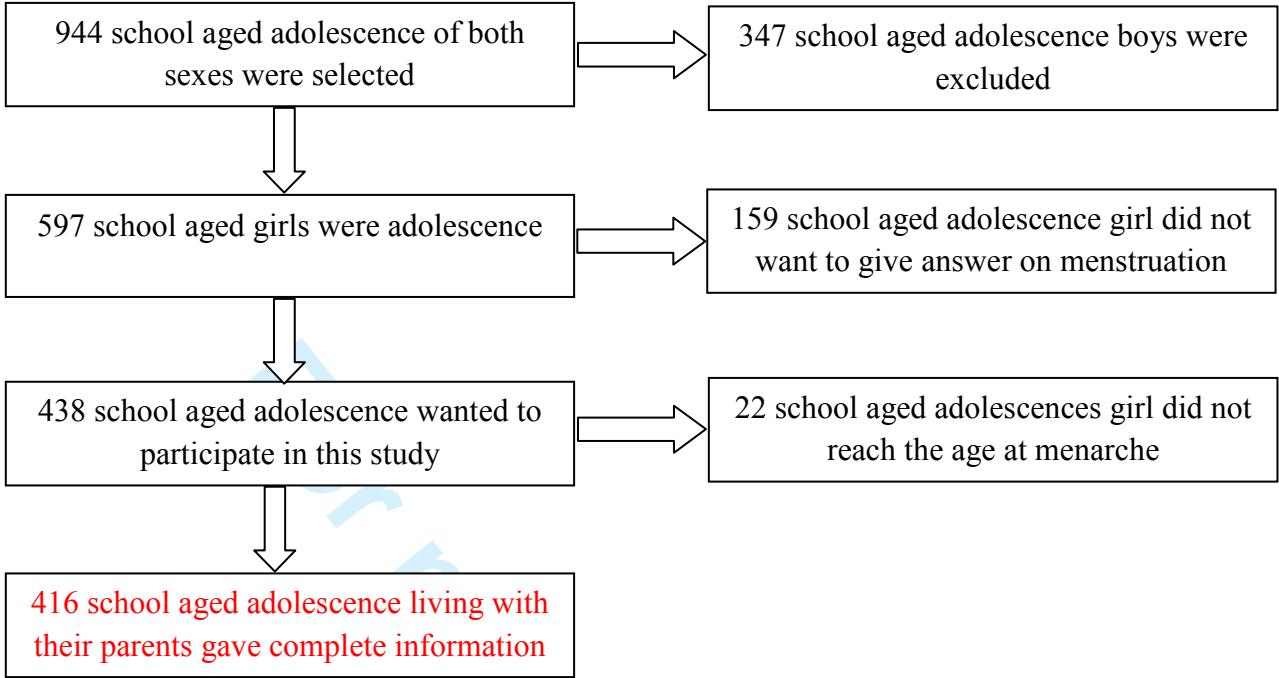 944 school aged adolescence of both
sexes were selected
347 school aged adolescence boys were
excluded
597 school aged girls were adolescence
159 school aged adolescence girl did not
want to give answer on menstruation
438 school aged adolescence wanted to
participate in this study
22 school aged adolescences girl did not
reach the age at menarche
416 school aged adolescence living with
their parents gave complete information